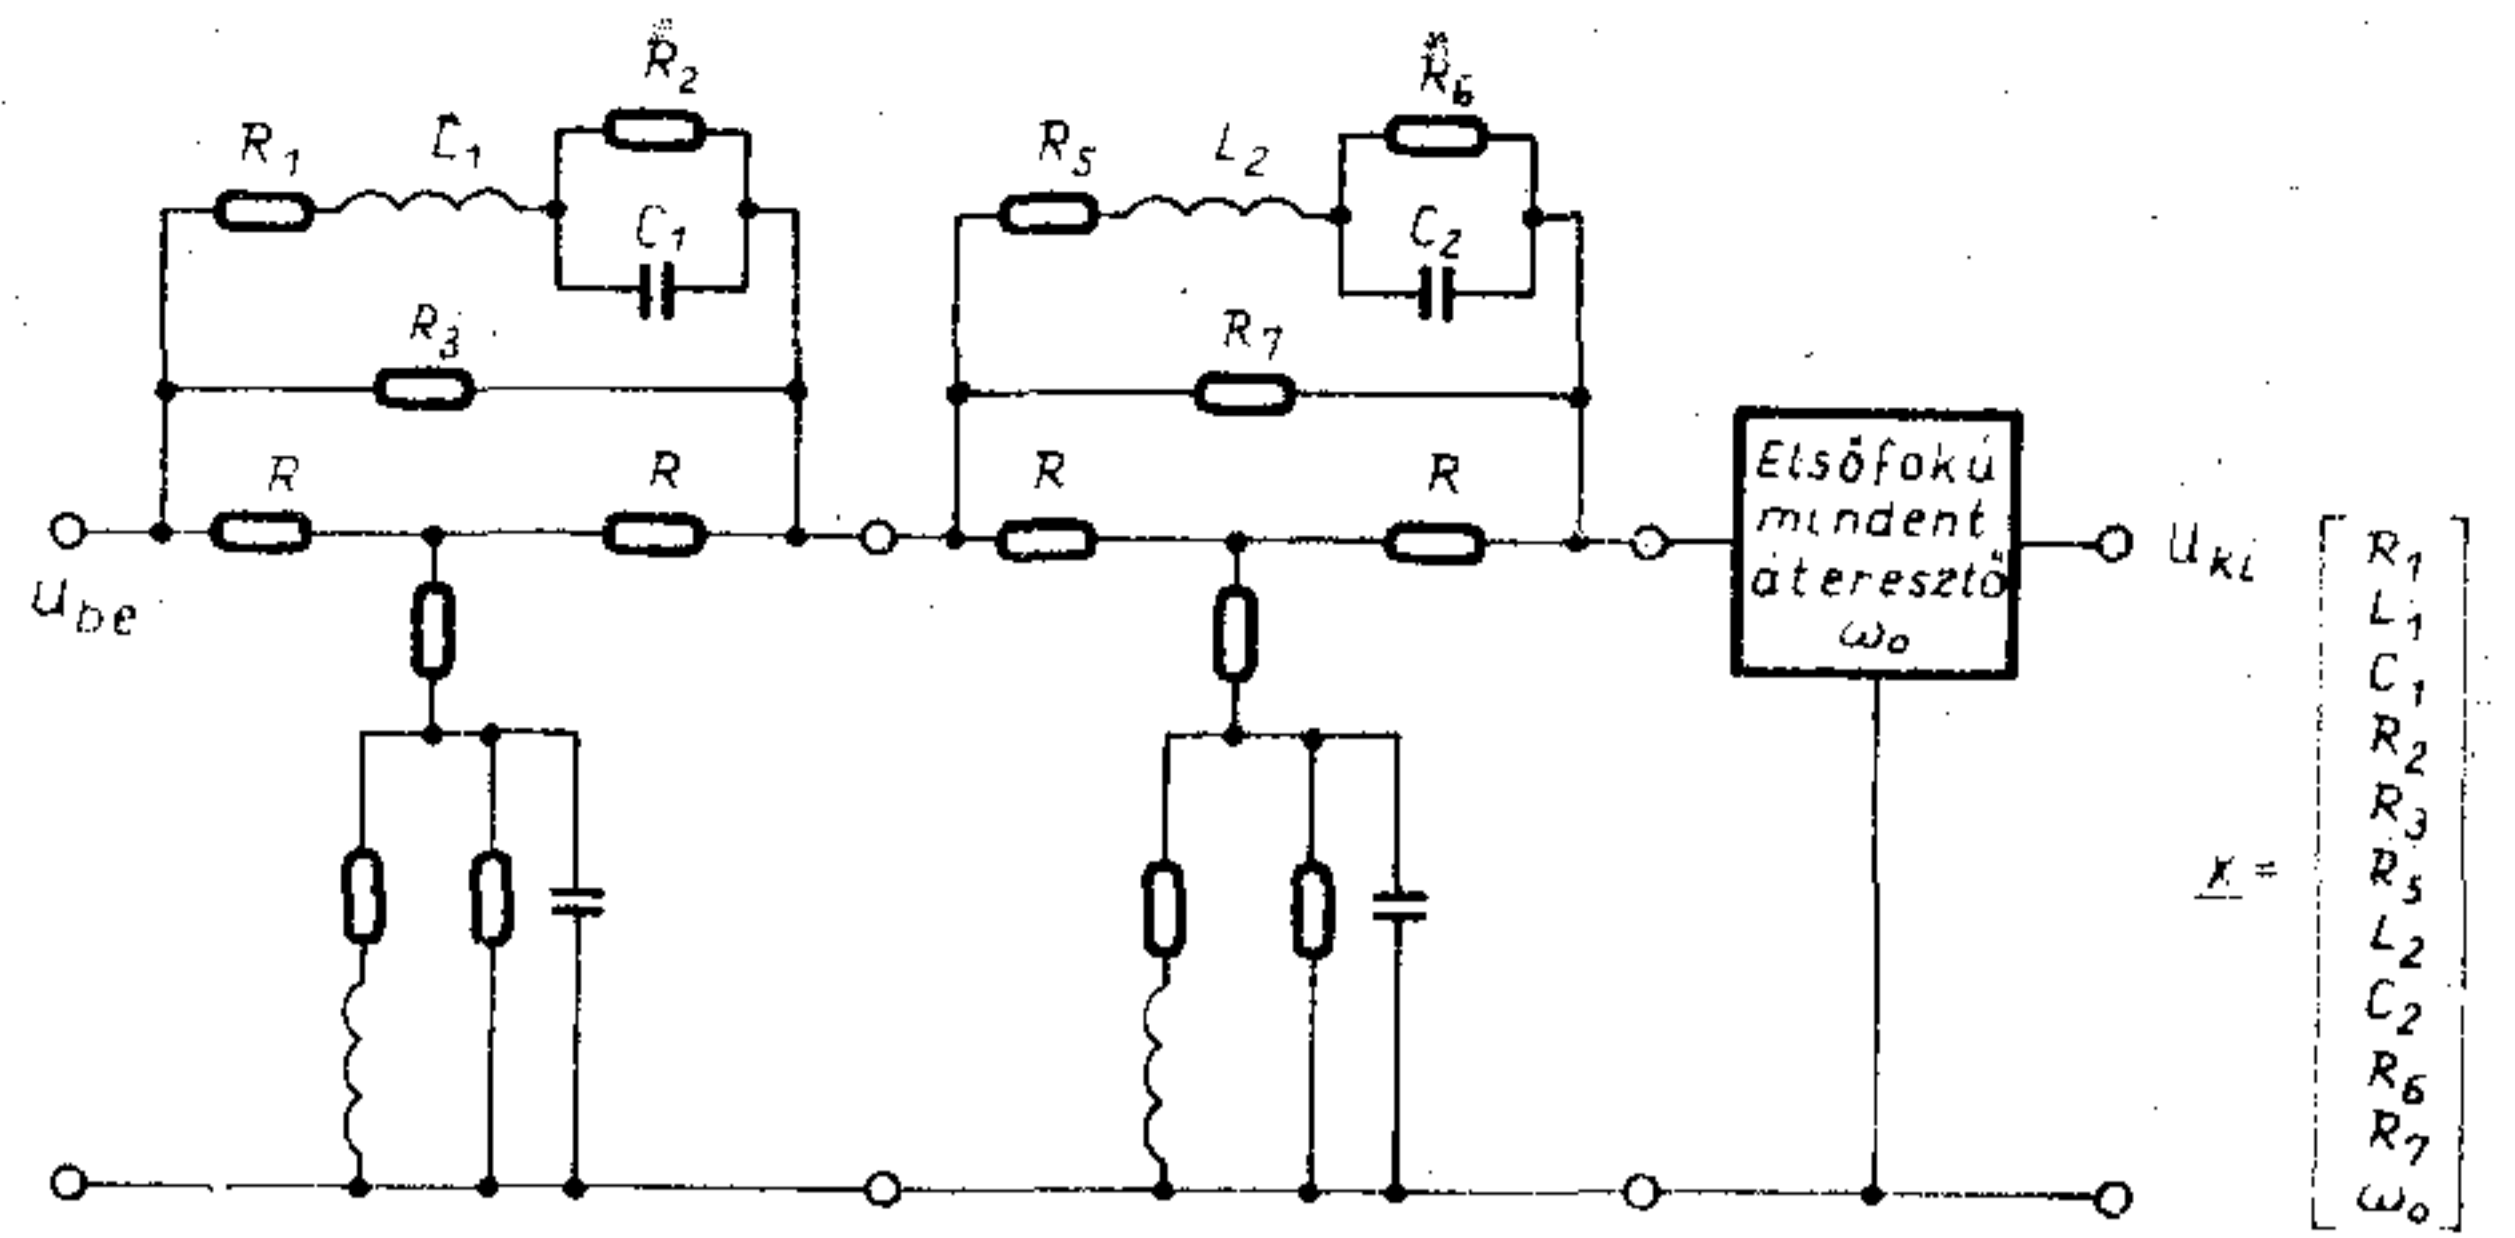 R2
R6
R1
L1
R5
L2
C1
C2
R3
R7
R
R
R
R
Elsőfokú
mindent
áteresztő
ω0
Ube
Uki
x =
R1
L1
C1
R2
R3
R5
L2
C2
R6
R7
ω0